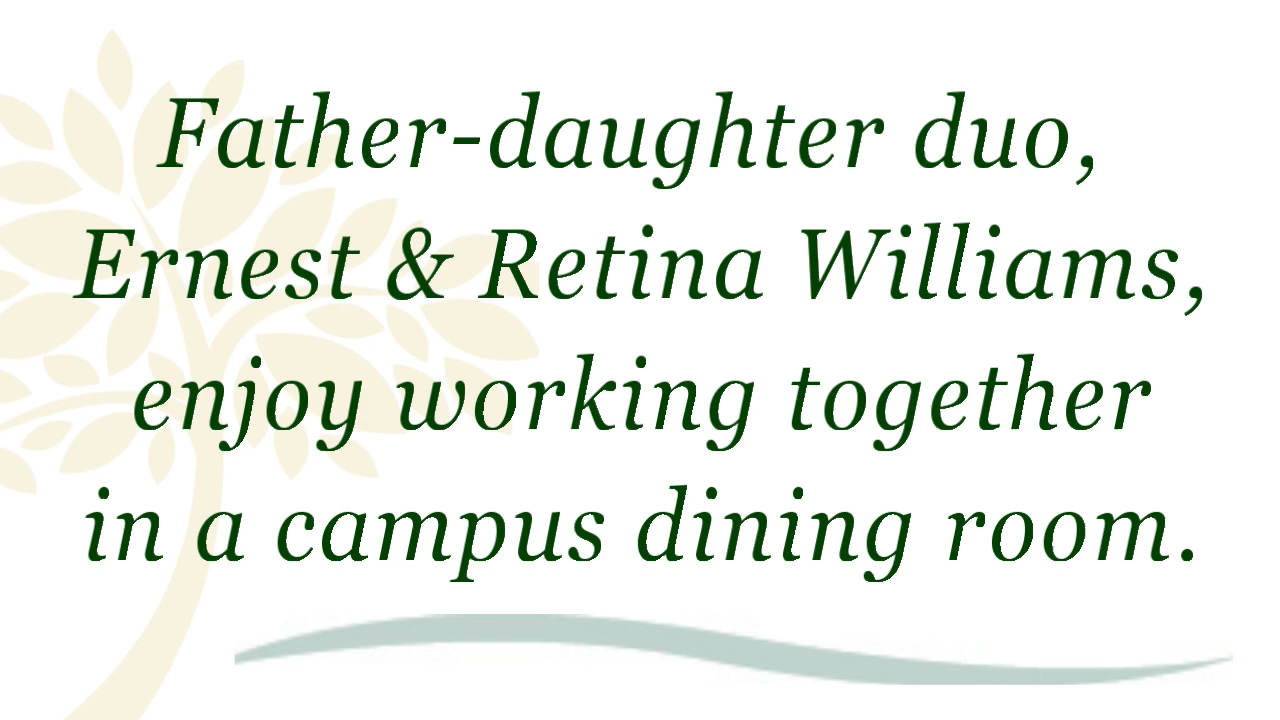 Father-daughter duo,
Ernest & Retina Williams,
enjoy working together
in a campus dining room.